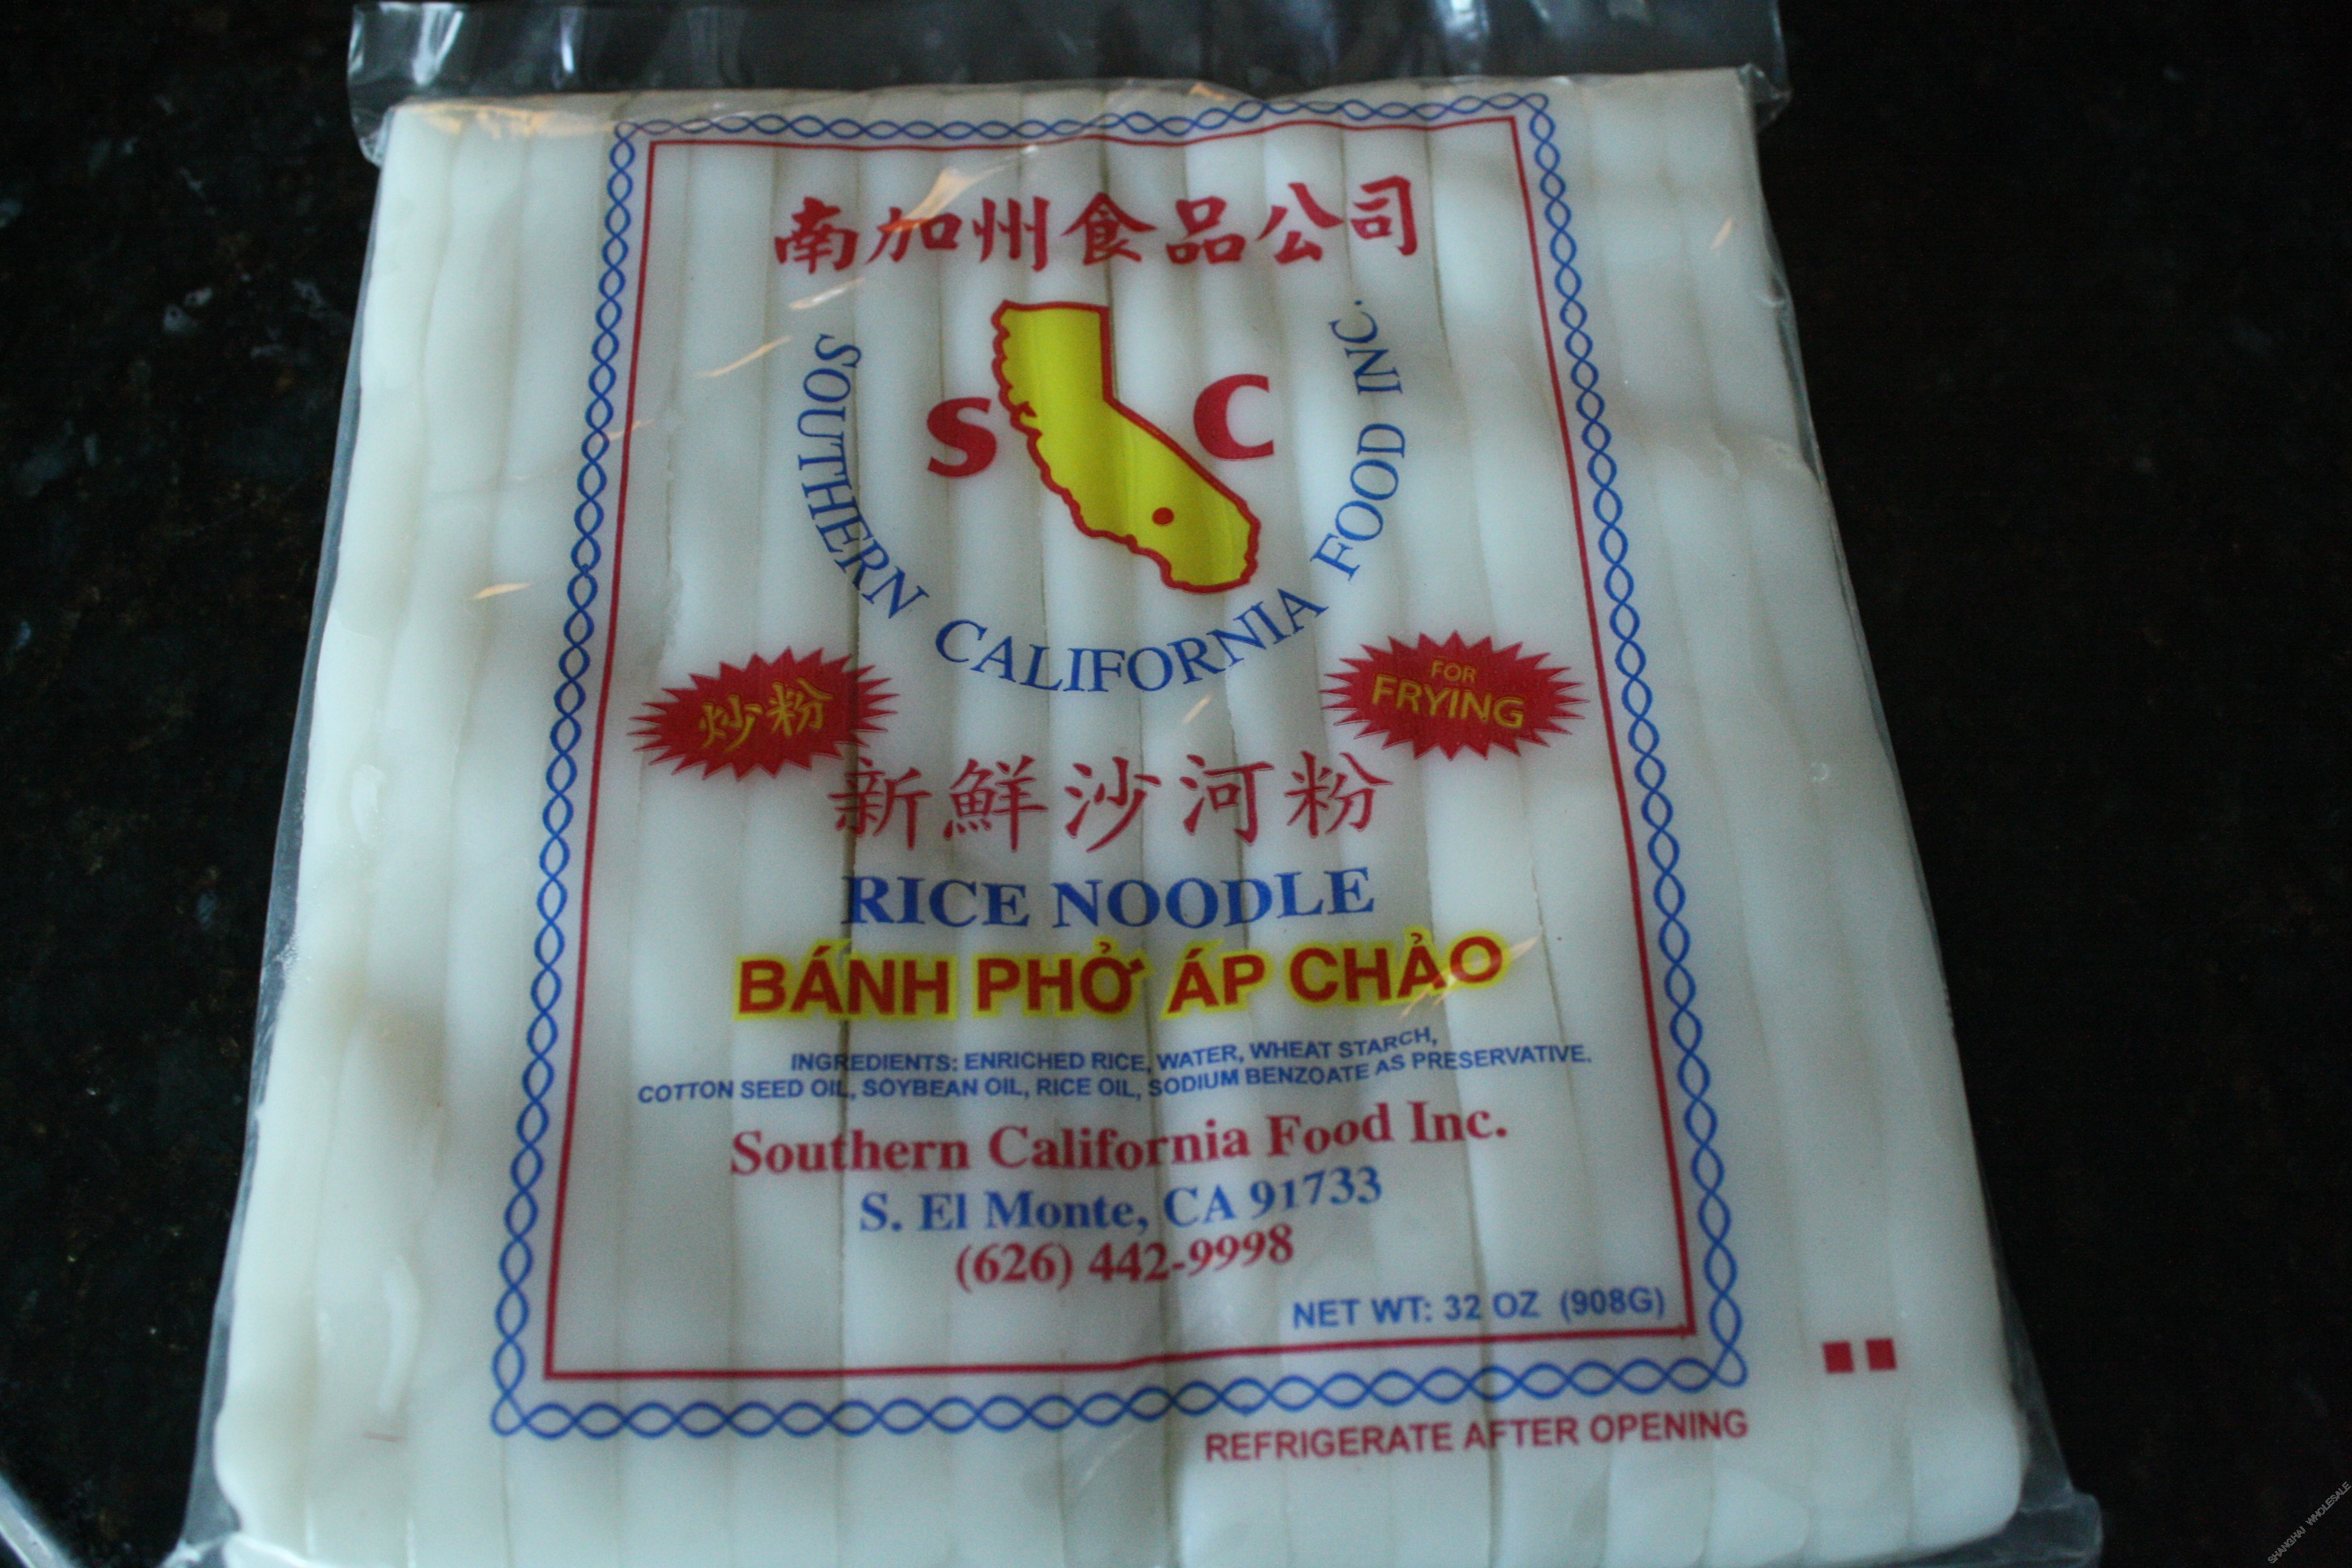 南加州食品公司
S C
SOUTHERN CALIFORNIA FOOD INC.
炒粉
FOR
FRYING
新鮮沙河粉
RICE NOODLE
BÁNH PHỞ ÁP CHẢO
INGREDIENTS: ENRICHED RICE, WATER, WHEAT STARCH,
COTTON SEED OIL, SOYBEAN OIL, RICE OIL, SODIUM BENZOATE AS PRESERVATIVE.
Southern California Food Inc.
S. El Monte, CA 91733
(626) 442-9998
NET WT: 32 OZ (908G)
REFRIGERATE AFTER OPENING
SHANGHAI WHOLESALE